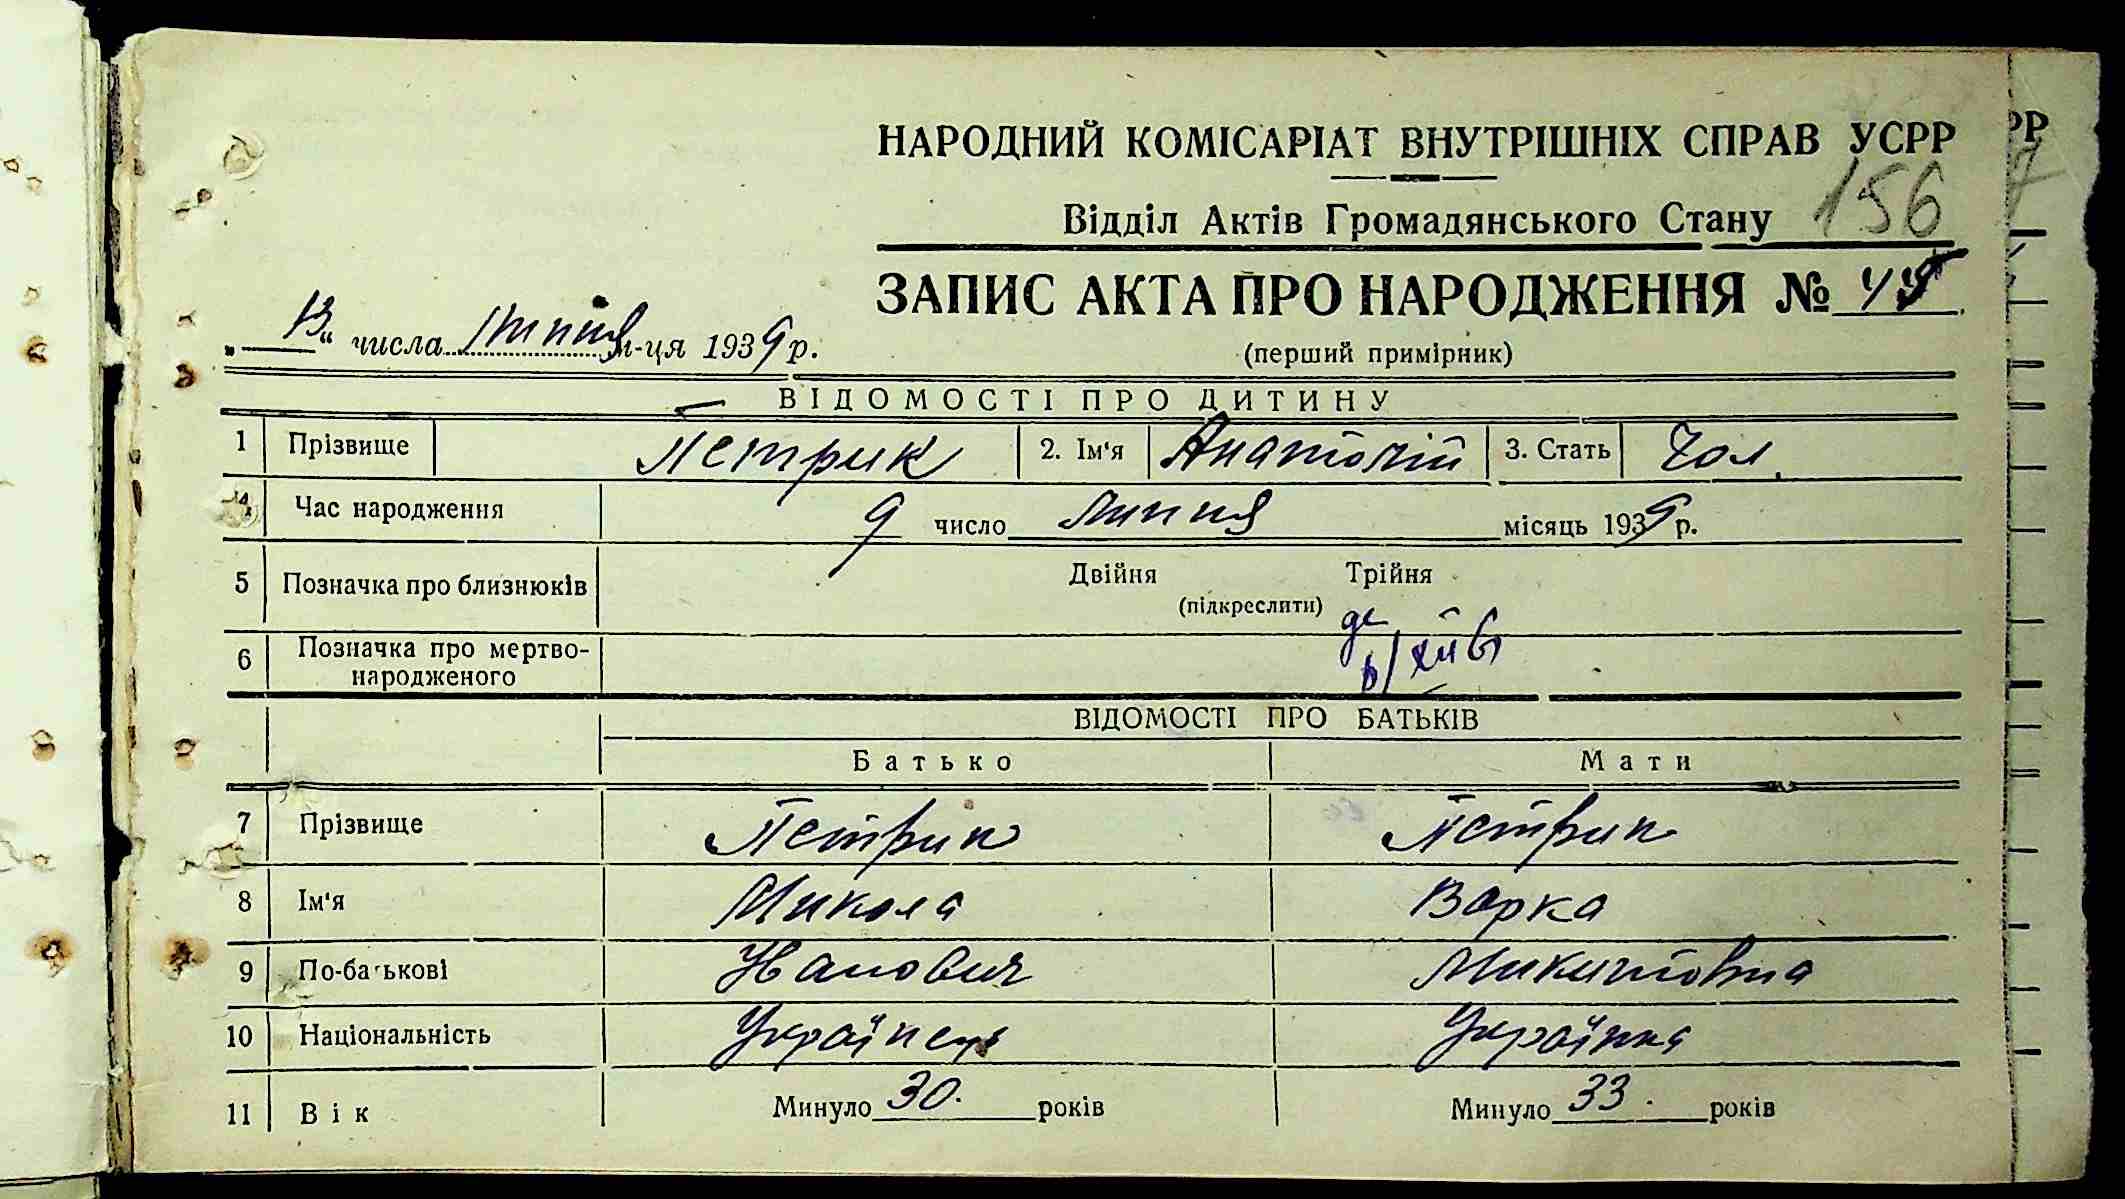 НАРОДНИЙ КОМІСАРІАТ ВНУТРІШНІХ СПРАВ УСРР
Відділ Актів Громадянського Стану 156
ЗАПИС АКТА ПРО НАРОДЖЕННЯ №
„13“ числа липня м-ця 1939 р.
(перший примірник)
ВІДОМОСТІ ПРО ДИТИНУ
1 Прізвище Петрик 2. Ім'я Анатолій 3. Стать Чол.
4 Час народження 9 число липня місяць 1939 р.
5 Позначка про близнюків Двійня Трійня
(підкреслити)
6 Позначка про мертво-
народженого
ВІДОМОСТІ ПРО БАТЬКІВ
Батько Мати
7 Прізвище Петрик Петрик
8 Ім'я Микола Варка
9 По-батькові Іванович Микитовна
10 Національність Українець Українка
11 Вік Минуло 30. років Минуло 33. років